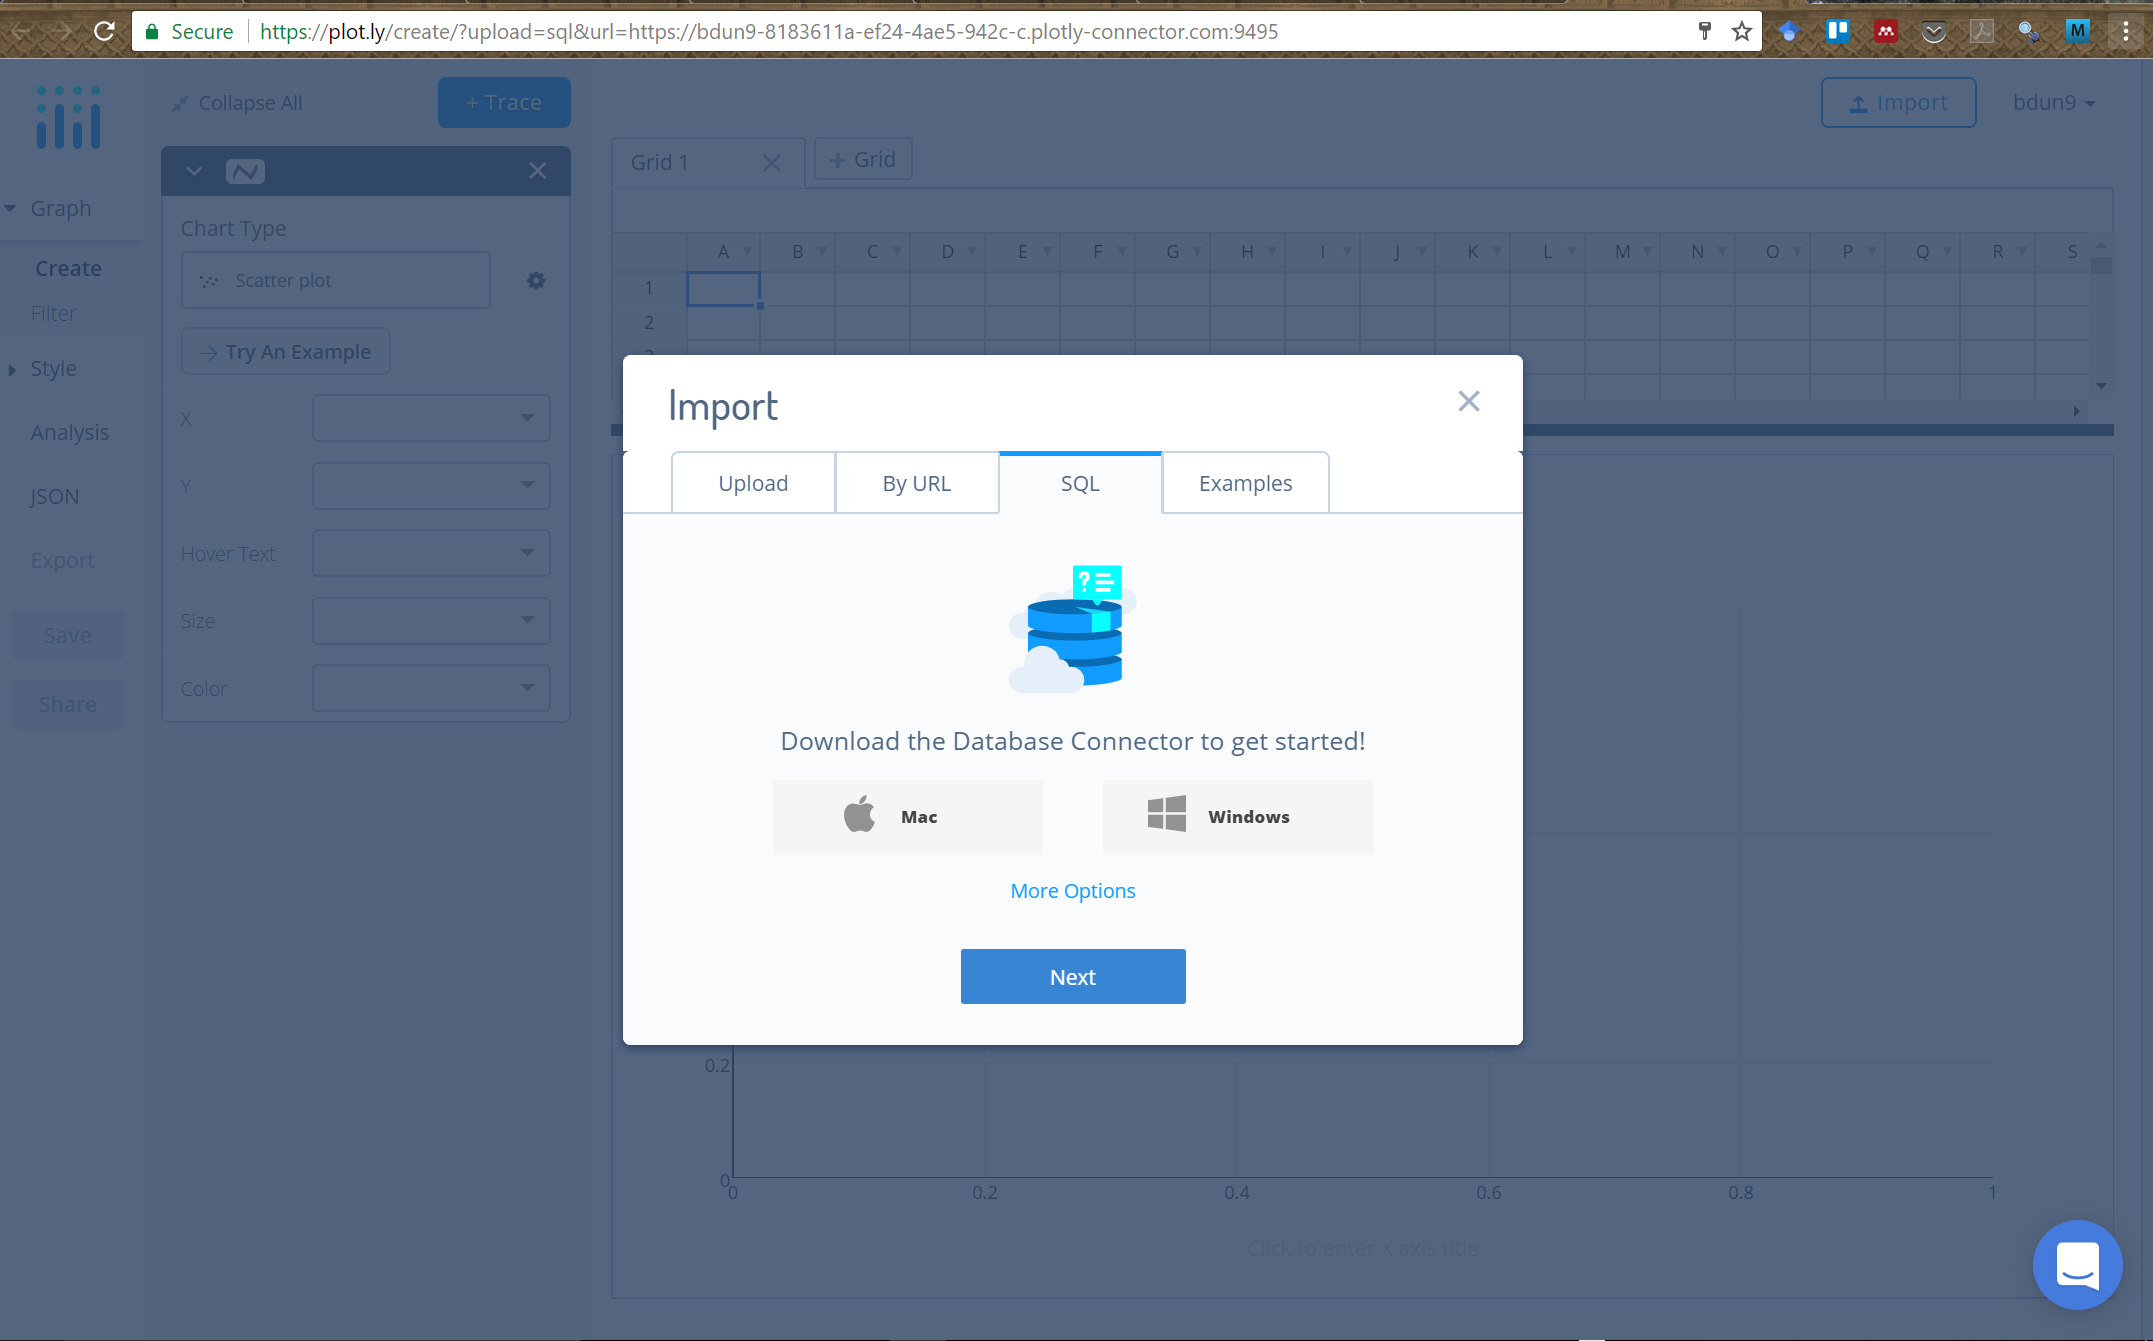 Secure https://plot.ly/create/?upload=sql&url=https://bdun9-8183611a-ef24-4ae5-942c-c.plotly-connector.com:9495
M
Collapse All
+ Trace
Import
bdun9
Grid 1
+ Grid
Graph
Create
Filter
Style
Analysis
JSON
Export
Save
Share
Chart Type
Scatter plot
Try An Example
X
Y
Hover Text
Size
Color
A B C D E F G H I J K L M N O P Q R S
1
2
Import
Upload
By URL
SQL
Examples
?
Download the Database Connector to get started!
Mac
Windows
More Options
Next
0.2
0
0 0.2 0.4 0.6 0.8 1
Click to enter X axis title